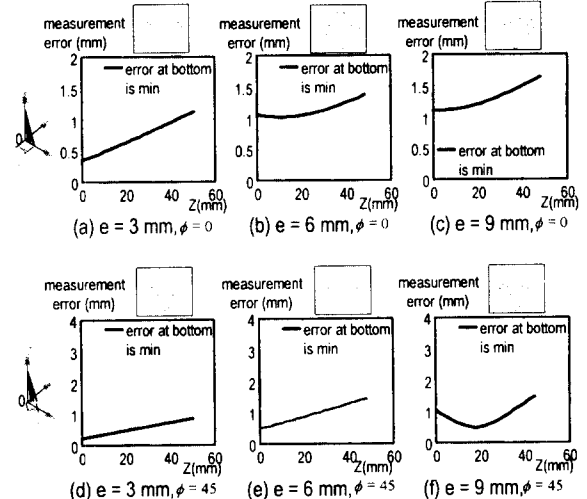 measurement error (mm)
2
1.5
1
0.5
0
error at bottom is min
0 20 40 60
Z(mm)
(a) e = 3 mm, ϕ = 0
measurement error (mm)
2
1.5
1
0.5
0
error at bottom is min
0 20 40 60
Z(mm)
(b) e = 6 mm, ϕ = 0
measurement error (mm)
2
1.5
1
0.5
0
error at bottom is min
0 20 40 60
Z(mm)
(c) e = 9 mm, ϕ = 0
0
measurement error (mm)
4
3
2
1
0
error at bottom is min
0 20 40 60
Z(mm)
(d) e = 3 mm, ϕ = 45
measurement error (mm)
4
3
2
1
0
error at bottom is min
0 20 40 60
Z(mm)
(e) e = 6 mm, ϕ = 45
measurement error (mm)
4
3
2
1
0
error at bottom is min
0 20 40 60
Z(mm)
(f) e = 9 mm, ϕ = 45
0